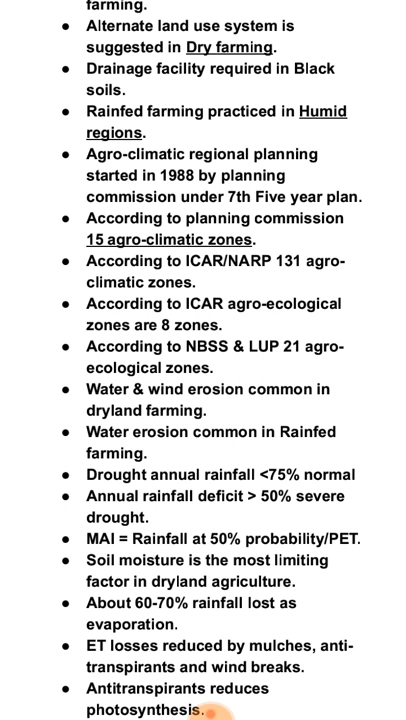 farming.
● Alternate land use system is
suggested in Dry farming.
● Drainage facility required in Black
soils.
● Rainfed farming practiced in Humid
regions.
● Agro-climatic regional planning
started in 1988 by planning
commission under 7th Five year plan.
● According to planning commission
15 agro-climatic zones.
● According to ICAR/NARP 131 agro-
climatic zones.
● According to ICAR agro-ecological
zones are 8 zones.
● According to NBSS & LUP 21 agro-
ecological zones.
● Water & wind erosion common in
dryland farming.
● Water erosion common in Rainfed
farming.
● Drought annual rainfall <75% normal
● Annual rainfall deficit > 50% severe
drought.
● MAI = Rainfall at 50% probability/PET.
● Soil moisture is the most limiting
factor in dryland agriculture.
● About 60-70% rainfall lost as
evaporation.
● ET losses reduced by mulches, anti-
transpirants and wind breaks.
● Antitranspirants reduces
photosynthesis.